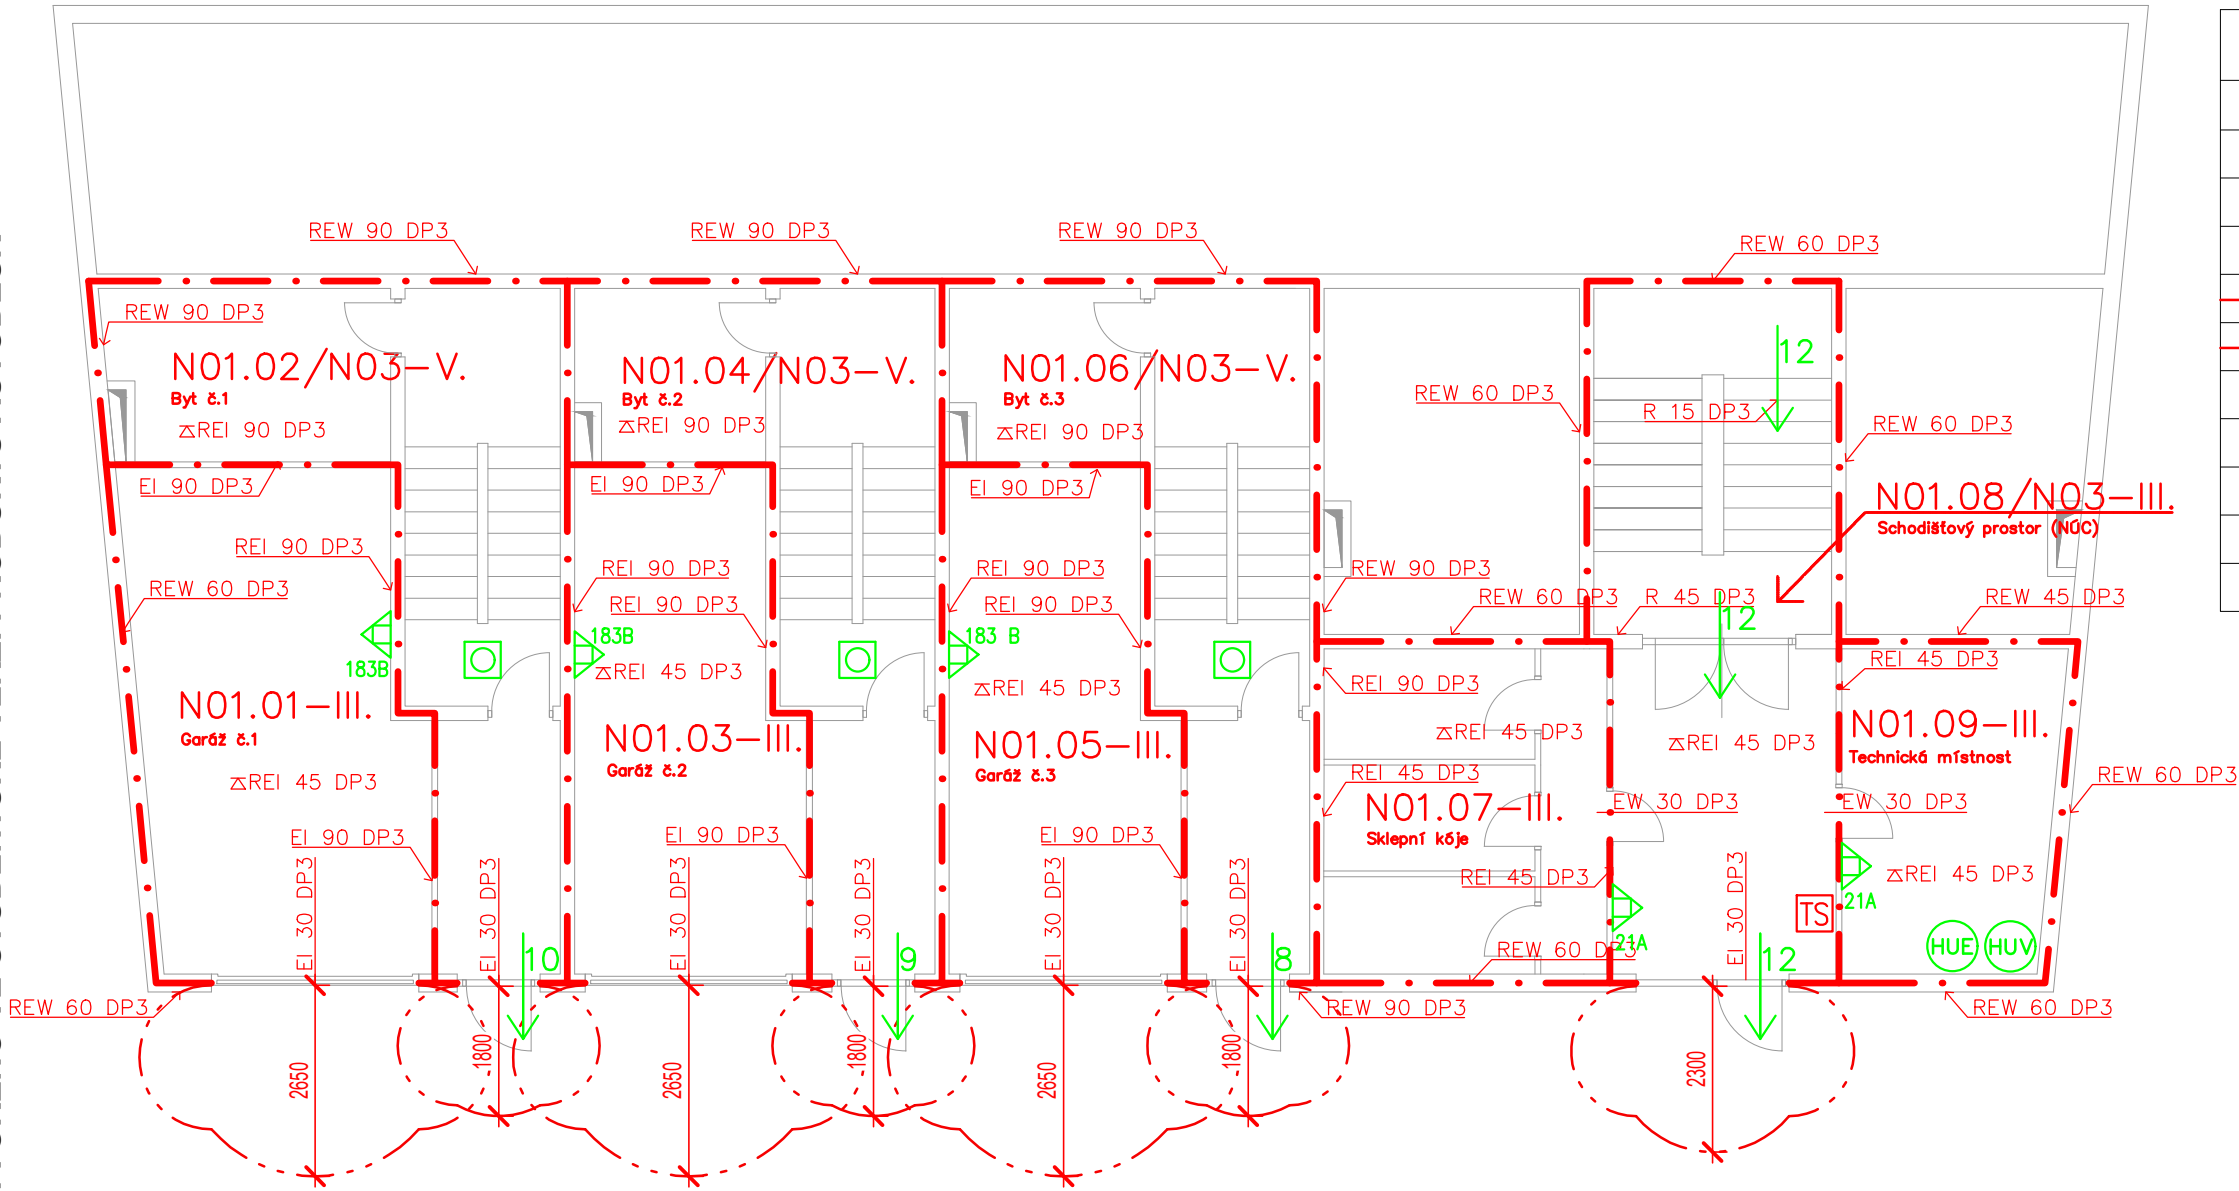 REW 90 DP3
REW 90 DP3
REW 90 DP3
REW 60 DP3
REW 90 DP3
N01.02/N03-V.
Byt č.1
REI 90 DP3
N01.04/N03-V.
Byt č.2
REI 90 DP3
N01.06/N03-V.
Byt č.3
REI 90 DP3
12
REW 60 DP3
R 15 DP3
REW 60 DP3
EI 90 DP3
EI 90 DP3
EI 90 DP3
N01.08/N03-III.
Schodišťový prostor (NÚC)
REI 90 DP3
REW 60 DP3
REI 90 DP3
REI 90 DP3
REI 90 DP3
REI 90 DP3
REW 90 DP3
REW 60 DP3
R 45 DP3
12
REW 45 DP3
183B
183B
183 B
REI 45 DP3
REI 45 DP3
REI 90 DP3
REI 45 DP3
N01.01-III.
Garáž č.1
REI 45 DP3
N01.03-III.
Garáž č.2
N01.05-III.
Garáž č.3
REI 45 DP3
REI 45 DP3
N01.09-III.
Technická místnost
REI 45 DP3
N01.07-III.
Sklepní kóje
EW 30 DP3
EW 30 DP3
REW 60 DP3
EI 90 DP3
EI 90 DP3
EI 90 DP3
REI 45 DP3
REI 45 DP3
EI 30 DP3
EI 30 DP3
EI 30 DP3
EI 30 DP3
EI 30 DP3
EI 30 DP3
EI 30 DP3
21A
21A
TS
HUE
HUV
10
9
8
12
REW 60 DP3
REW 60 DP3
REW 90 DP3
REW 60 DP3
2650
1800
2650
1800
2650
1800
2300